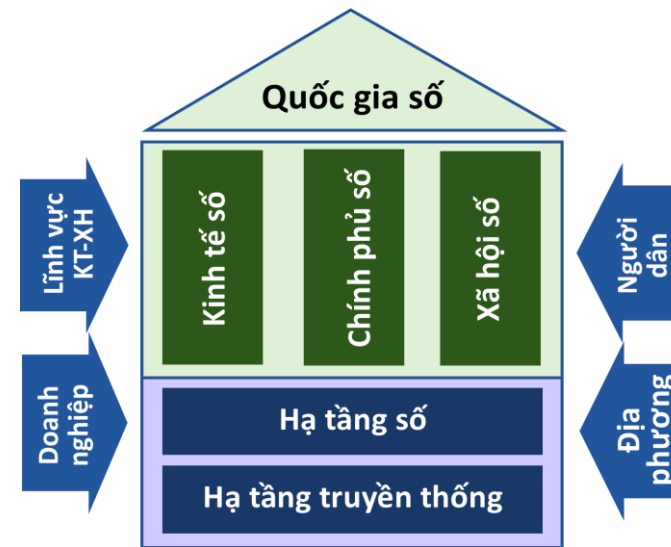 Quốc gia số
Lĩnh vực
KT-XH
Kinh tế số
Chính phủ số
Xã hội số
Người
dân
Doanh
nghiệp
Hạ tầng số
Hạ tầng truyền thống
Địa
phương